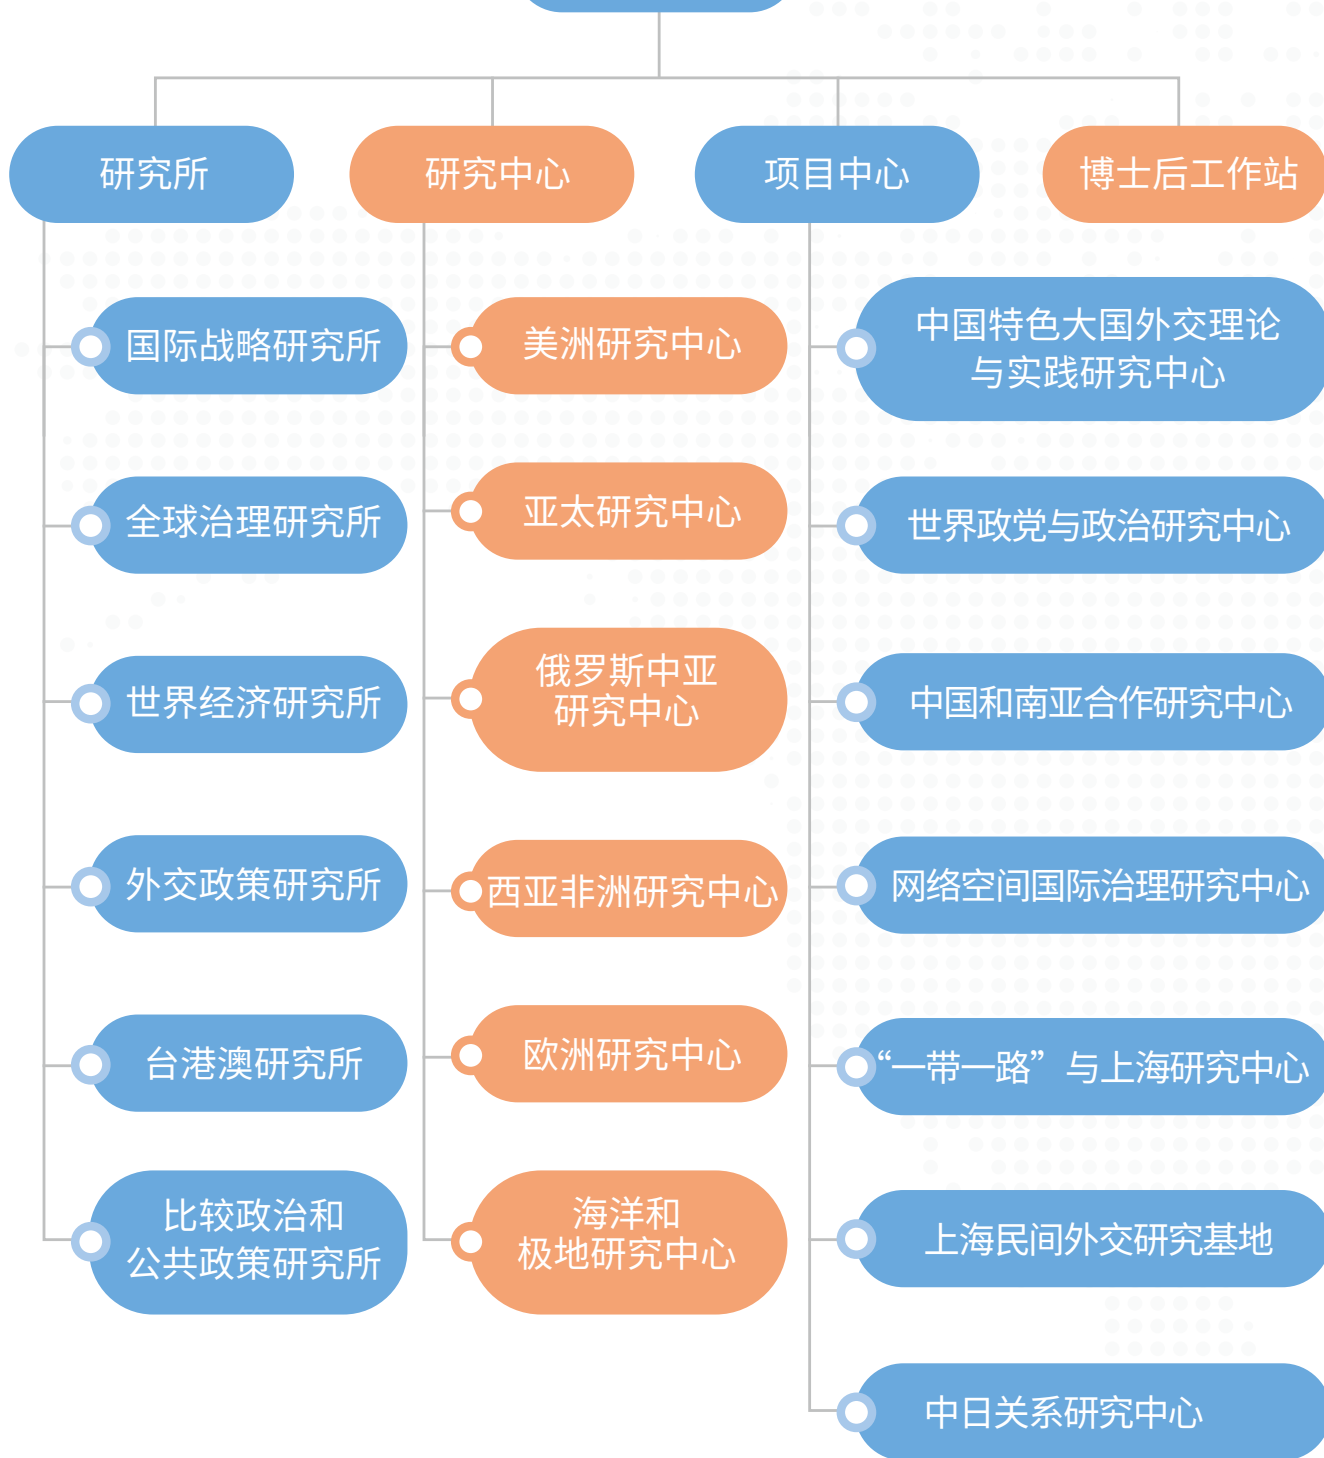 研究所
研究中心
项目中心
博士后工作站
国际战略研究所
全球治理研究所
世界经济研究所
外交政策研究所
台港澳研究所
比较政治和
公共政策研究所
美洲研究中心
亚太研究中心
俄罗斯中亚
研究中心
西亚非洲研究中心
欧洲研究中心
海洋和
极地研究中心
中国特色大国外交理论
与实践研究中心
世界政党与政治研究中心
中国和南亚合作研究中心
网络空间国际治理研究中心
“一带一路”与上海研究中心
上海民间外交研究基地
中日关系研究中心